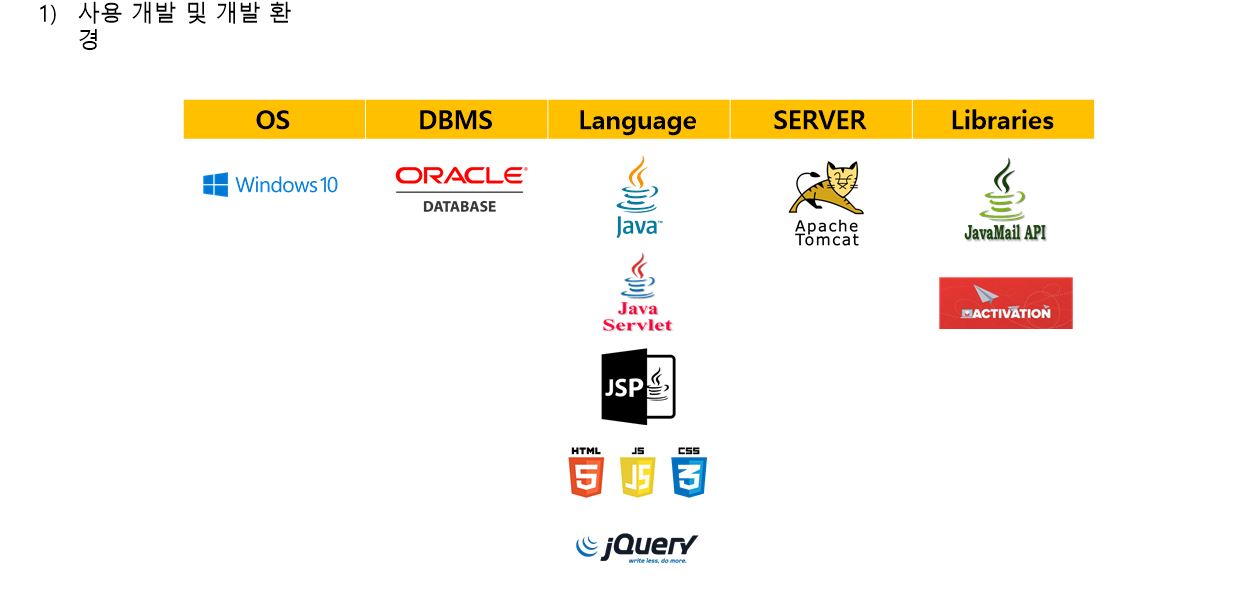 1) 사용 개발 및 개발 환
경
OS DBMS Language SERVER Libraries
Windows 10
ORACLE®
DATABASE
Java™
Apache
Tomcat
JavaMail API
Java
Servlet
ACTIVATION
JSP
HTML JS CSS
5 JS 3
jQuery
write less, do more.